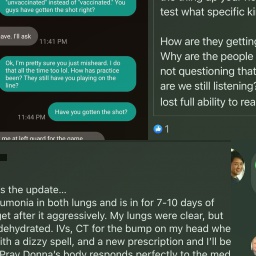 "unvaccinated" instead of "vaccinated" You
guys have gotten the shot right?
ave. I'll ask
11:41 PM
Ok, I'm pretty sure you just misheard. I do
that all the time too lol. How has practice
been? They still have you playing on the
line?
Have you gotten the shot?
11:44 PM
me at left guard for the game
test what specific ki
How are they getting
Why are the people
not questioning that
are we still listening?
lost full ability to rea
1
s the update...
umonia in both lungs and is in for 7-10 days of
get after it aggressively. My lungs were clear, but
dehydrated. IVs, CT for the bump on my head whe
ith a dizzy spell, and a new prescription and I'll be
Pray Donna's body responds perfectly to the med